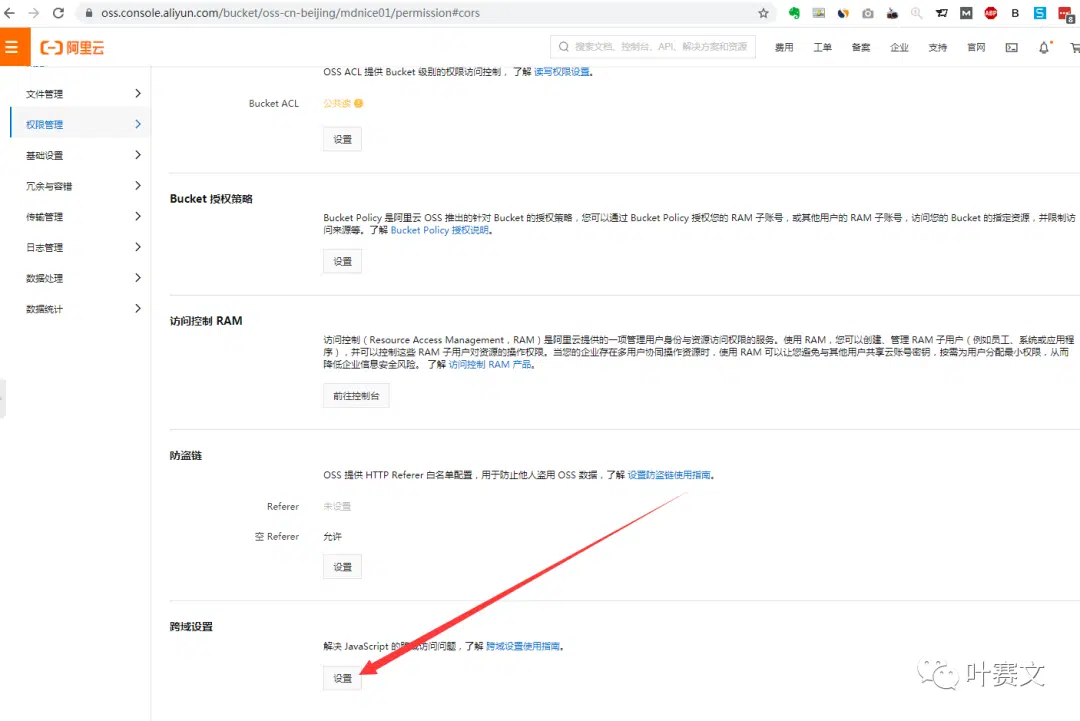 oss.console.aliyun.com/bucket/oss-cn-beijing/mdnice01/permission#cors
M ABP B S 8
阿里云
搜索文档、控制台、API、解决方案和资源
费用 工单 备案 企业 支持 官网
OSS ACL 提供 Bucket 级别的权限访问控制，了解 读写权限设置。
文件管理
Bucket ACL 公共读
权限管理
设置
基础设置
冗余与容错
Bucket 授权策略
传输管理
Bucket Policy 是阿里云 OSS 推出的针对 Bucket 的授权策略，您可以通过 Bucket Policy 授权您的 RAM 子账号，或其他用户的 RAM 子账号，访问您的 Bucket 的指定资源，并限制访
问来源等。了解 Bucket Policy 授权说明。
日志管理
设置
数据处理
数据统计
访问控制 RAM
访问控制（Resource Access Management，RAM）是阿里云提供的一项管理用户身份与资源访问权限的服务。使用 RAM，您可以创建、管理 RAM 子用户（例如员工、系统或应用程
序），并可以控制这些 RAM 子用户对资源的操作权限。当您的企业存在多用户协同操作资源时，使用 RAM 可以让您避免与其他用户共享云账号密钥，按需为用户分配最小权限，从而
降低企业信息安全风险。 了解 访问控制 RAM 产品。
前往控制台
防盗链
OSS 提供 HTTP Referer 白名单配置，用于防止他人盗用 OSS 数据，了解 设置防盗链使用指南。
Referer 未设置
空 Referer 允许
设置
跨域设置
解决 JavaScript 的跨域访问问题，了解 跨域设置使用指南。
设置
叶赛文